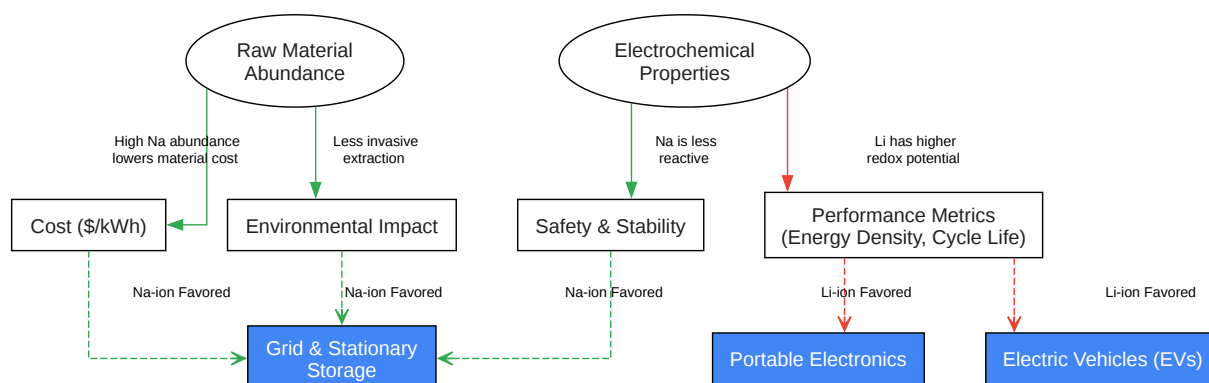 Raw Material
Abundance
Electrochemical
Properties
High Na abundance
lowers material cost
Less invasive
extraction
Na is less
reactive
Li has higher
redox potential
Cost ($/kWh)
Environmental Impact
Safety & Stability
Performance Metrics
(Energy Density, Cycle Life)
Na-ion Favored
Na-ion Favored
Na-ion Favored
Li-ion Favored
Li-ion Favored
Grid & Stationary
Storage
Portable Electronics
Electric Vehicles (EVs)